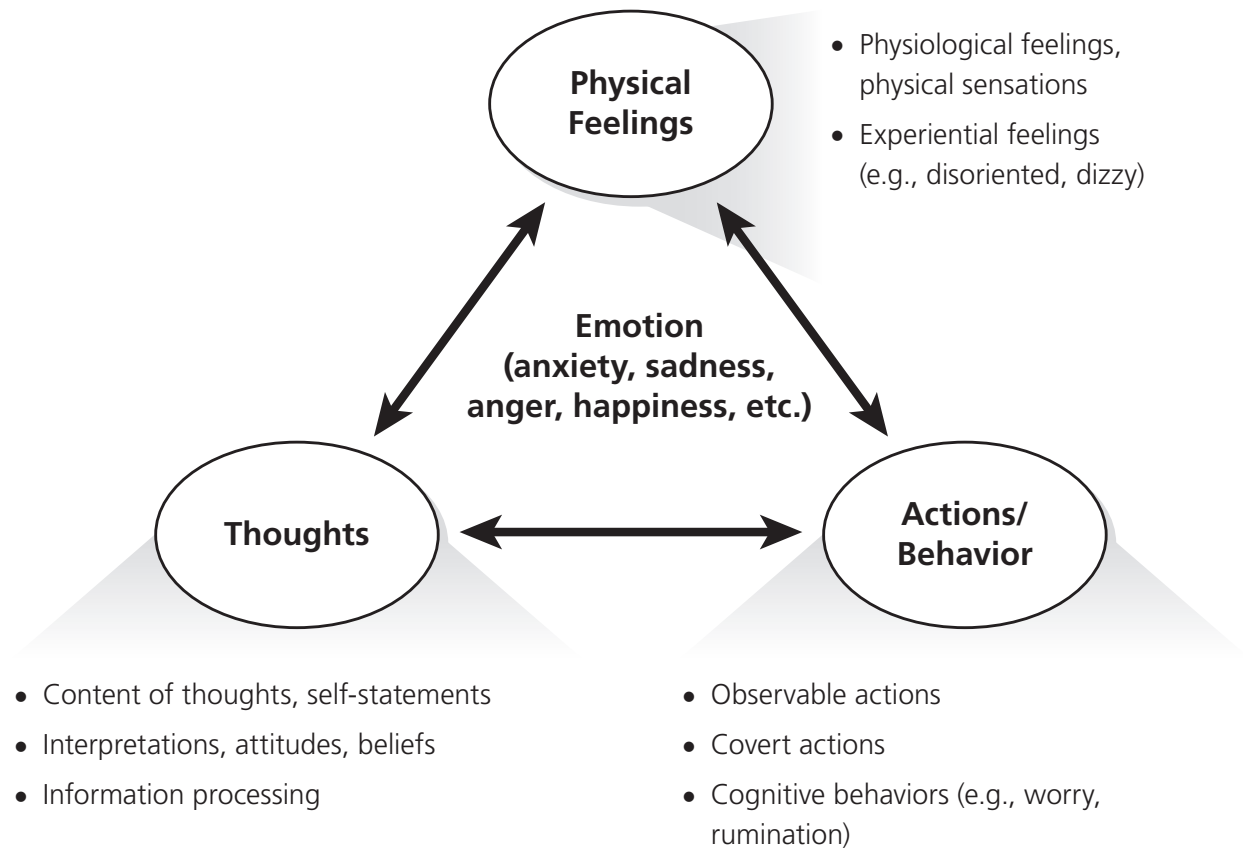 Physical
Feelings
• Physiological feelings,
physical sensations
• Experiential feelings
(e.g., disoriented, dizzy)
Emotion
(anxiety, sadness,
anger, happiness, etc.)
Thoughts
Actions/
Behavior
• Content of thoughts, self-statements
• Interpretations, attitudes, beliefs
• Information processing
• Observable actions
• Covert actions
• Cognitive behaviors (e.g., worry,
rumination)